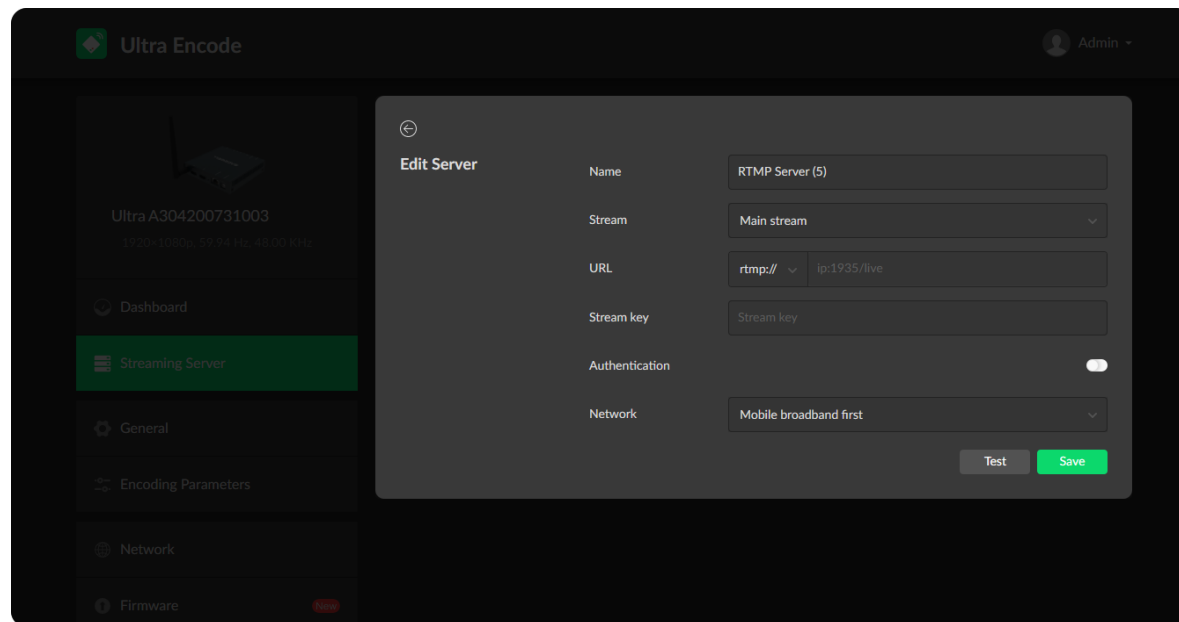 Ultra Encode
Admin
Ultra A304200731003
1920×1080p, 59.94 Hz, 48.00 KHz
Dashboard
Streaming Server
General
Encoding Parameters
Network
Firmware
New
Edit Server
Name
RTMP Server (5)
Stream
Main stream
URL
rtmp://
ip:1935/live
Stream key
Stream key
Authentication
Network
Mobile broadband first
Test
Save